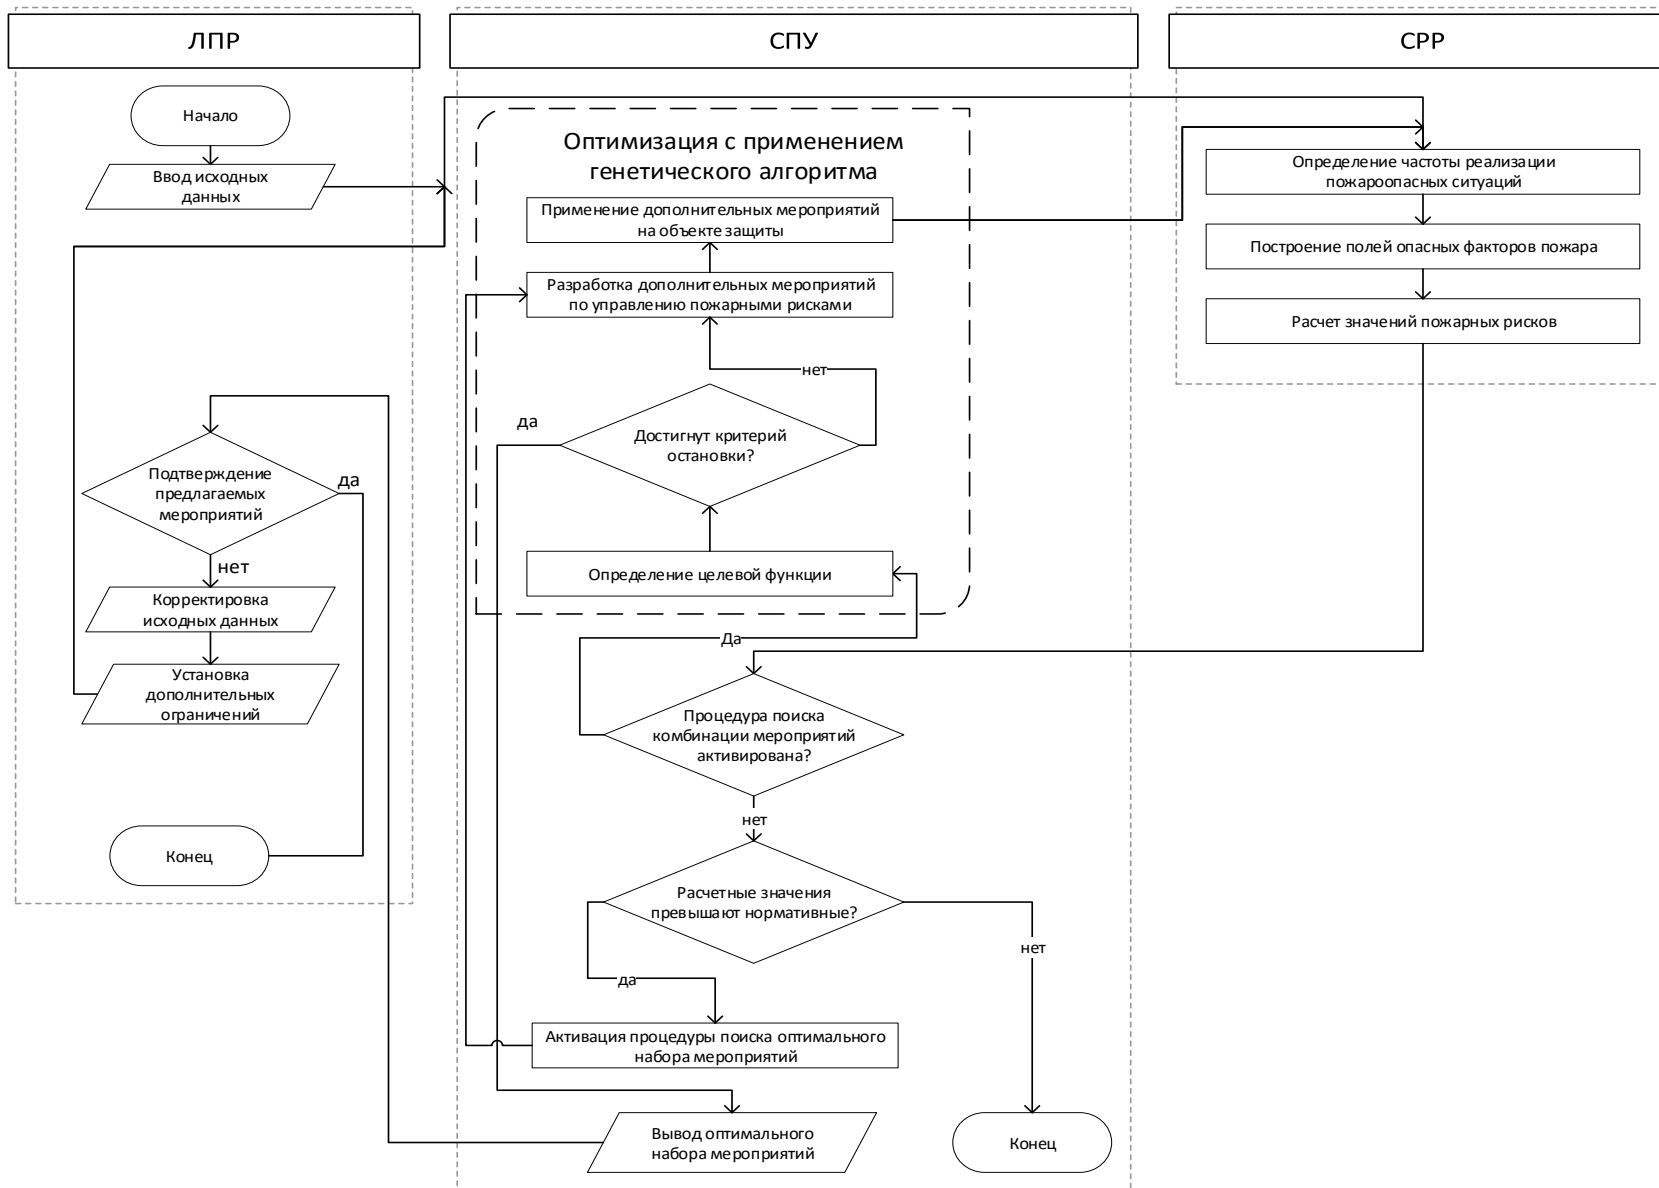 ЛПР
СПУ
СРР
Начало
Ввод исходных
данных
Подтверждение
предлагаемых
мероприятий
да
нет
Корректировка
исходных данных
Установка
дополнительных
ограничений
Конец
Оптимизация с применением
генетического алгоритма
Применение дополнительных мероприятий
на объекте защиты
Разработка дополнительных мероприятий
по управлению пожарными рисками
нет
да
Достигнут критерий
остановки?
Определение целевой функции
Да
Процедура поиска
комбинации мероприятий
активирована?
нет
Расчетные значения
превышают нормативные?
нет
да
Активация процедуры поиска оптимального
набора мероприятий
Вывод оптимального
набора мероприятий
Конец
Определение частоты реализации
пожароопасных ситуаций
Построение полей опасных факторов пожара
Расчет значений пожарных рисков